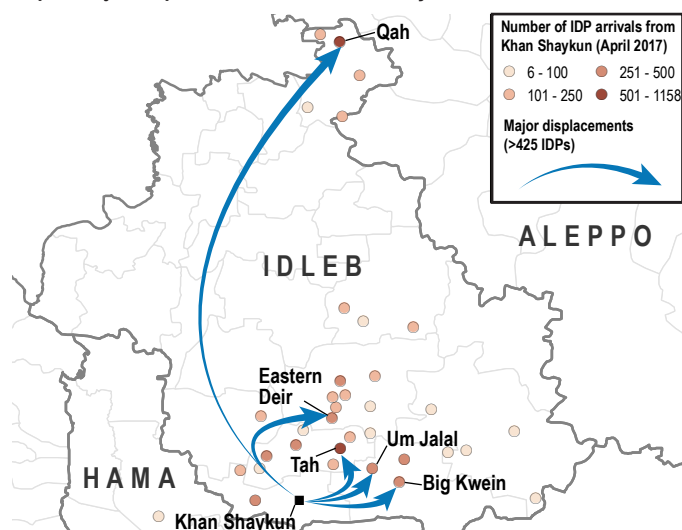 Qah
Number of IDP arrivals from
Khan Shaykun (April 2017)
6 - 100
251 - 500
101 - 250
501 - 1158
Major displacements
(>425 IDPs)
ALEPPO
IDLEB
Eastern
Deir
Um Jalal
Tah
HAMA
Big Kwein
Khan Shaykun